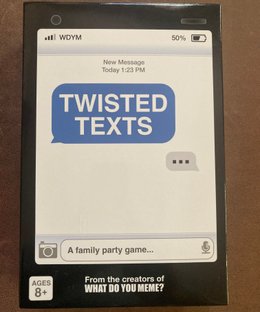 WDYM
50%
New Message
Today 1:23 PM
TWISTED
TEXTS
A family party game...
AGES
8+
From the creators of
WHAT DO YOU MEME?